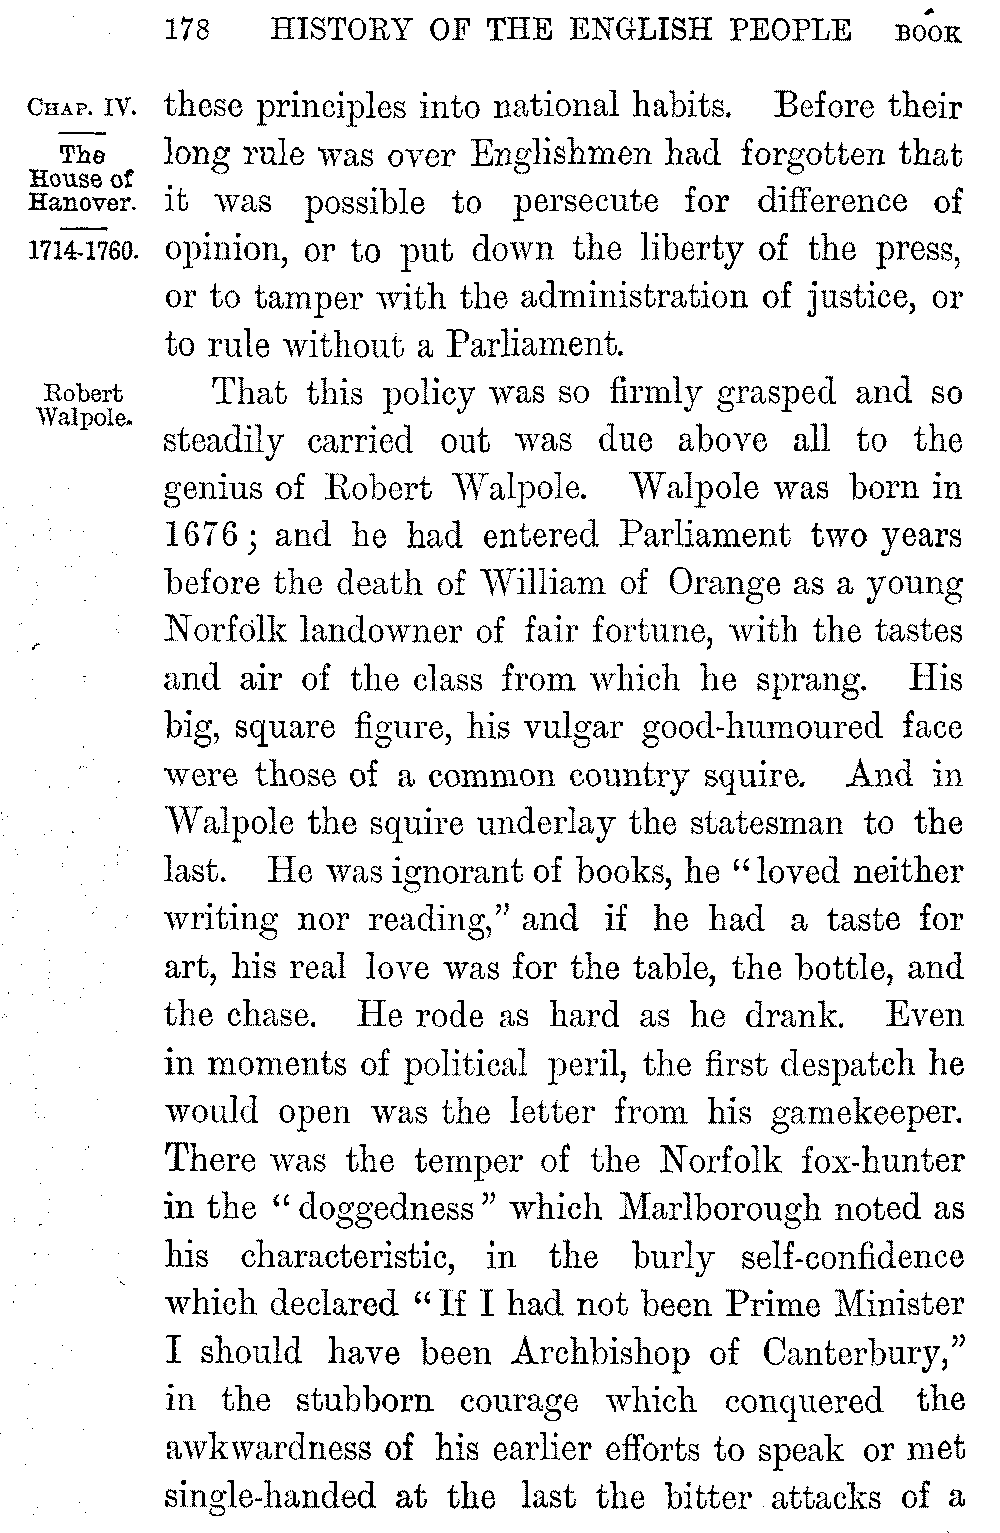 178 HISTORY OF THE ENGLISH PEOPLE BOOK
CHAP. IV.
The
House of
Hanover.
1714-1760.
these principles into national habits. Before their
long rule was over Englishmen had forgotten that
it was possible to persecute for difference of
opinion, or to put down the liberty of the press,
or to tamper with the administration of justice, or
to rule without a Parliament.
Robert
Walpole.
That this policy was so firmly grasped and so
steadily carried out was due above all to the
genius of Robert Walpole. Walpole was born in
1676; and he had entered Parliament two years
before the death of William of Orange as a young
Norfolk landowner of fair fortune, with the tastes
and air of the class from which he sprang. His
big, square figure, his vulgar good-humoured face
were those of a common country squire. And in
Walpole the squire underlay the statesman to the
last. He was ignorant of books, he “loved neither
writing nor reading,” and if he had a taste for
art, his real love was for the table, the bottle, and
the chase. He rode as hard as he drank. Even
in moments of political peril, the first despatch he
would open was the letter from his gamekeeper.
There was the temper of the Norfolk fox-hunter
in the “doggedness” which Marlborough noted as
his characteristic, in the burly self-confidence
which declared “If I had not been Prime Minister
I should have been Archbishop of Canterbury,”
in the stubborn courage which conquered the
awkwardness of his earlier efforts to speak or met
single-handed at the last the bitter attacks of a